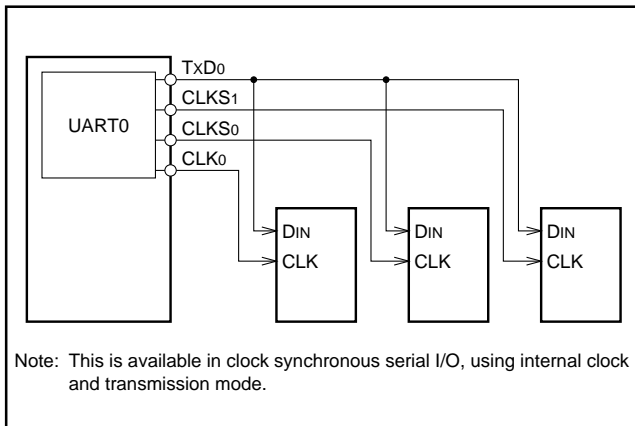 TxD0
CLKS1
UART0
CLKS0
CLK0
DIN DIN DIN
CLK CLK CLK
Note: This is available in clock synchronous serial I/O, using internal clock
and transmission mode.